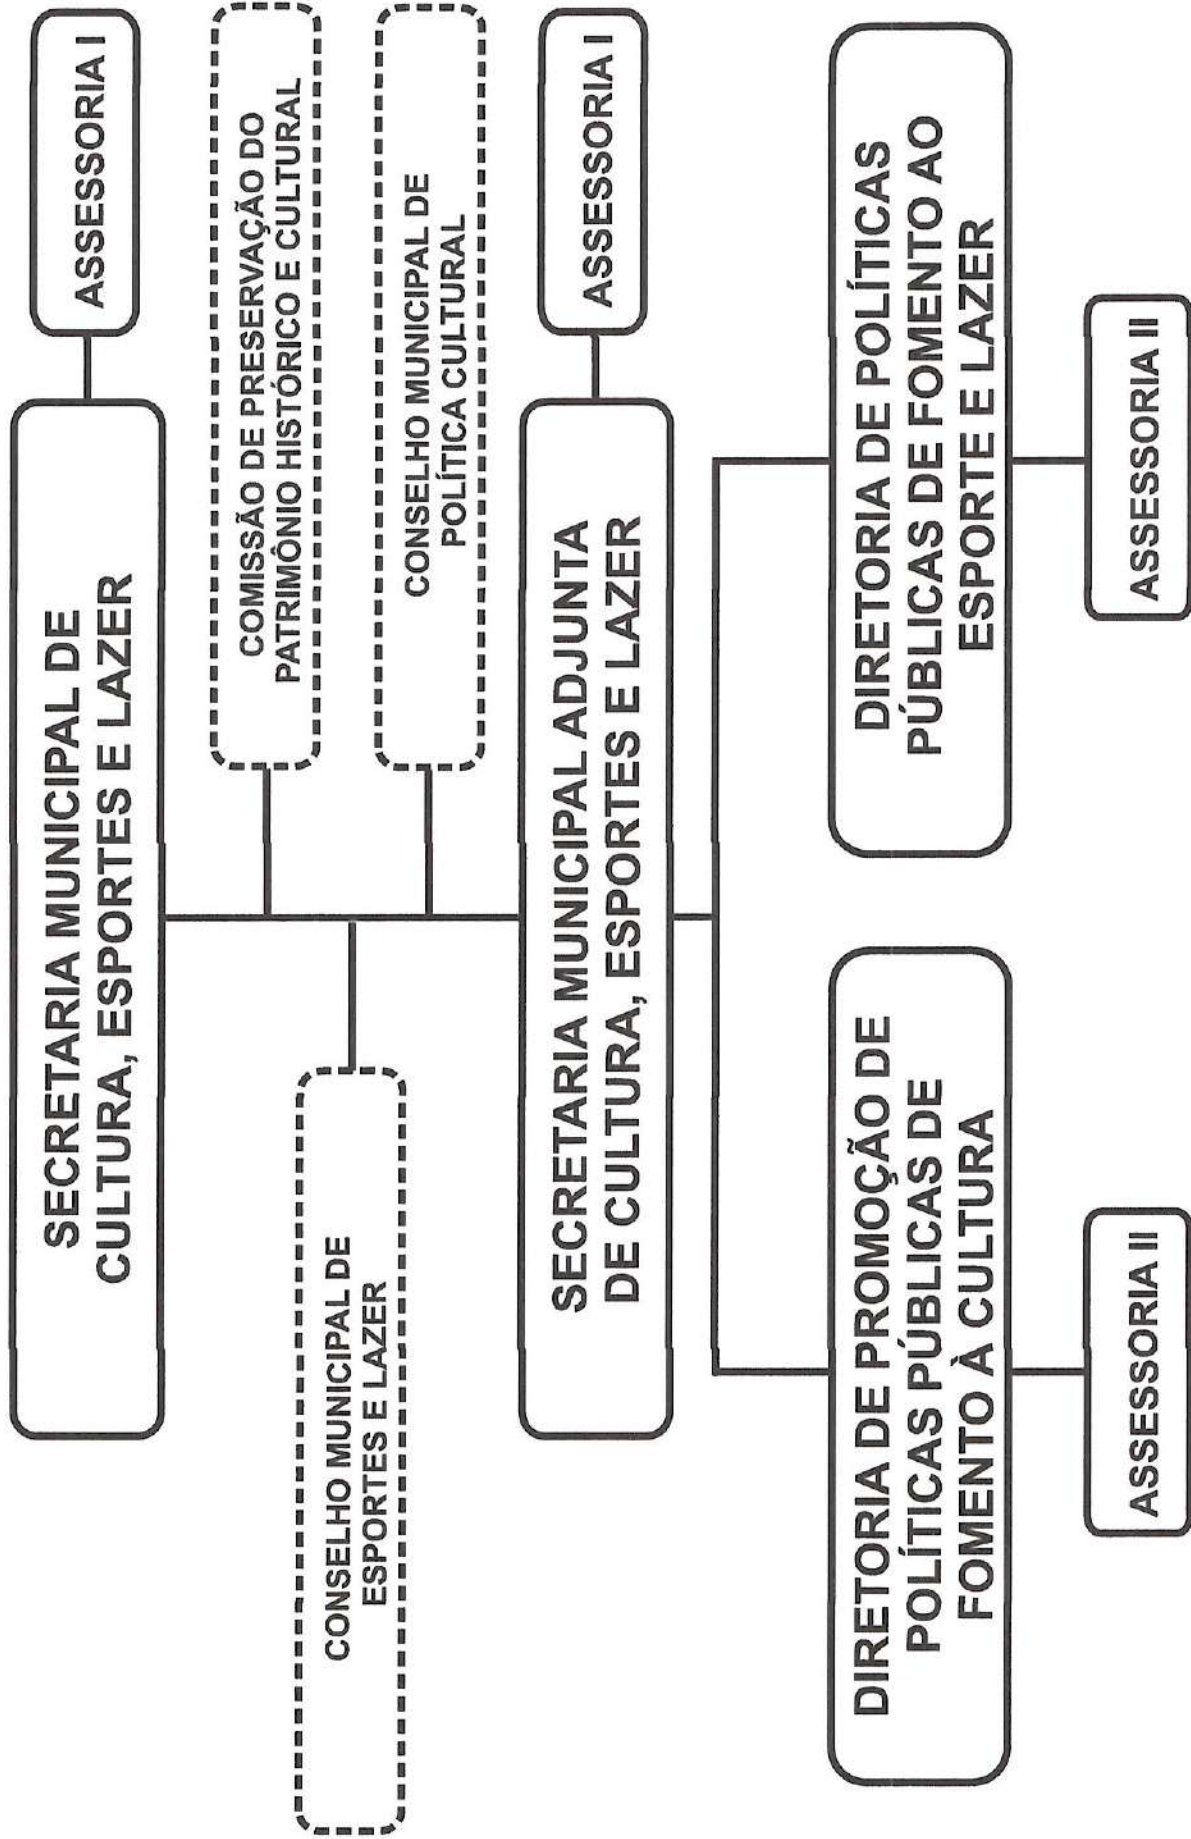 SECRETARIA MUNICIPAL DE
CULTURA, ESPORTES E LAZER
ASSESSORIA I
COMISSÃO DE PRESERVAÇÃO DO
PATRIMÔNIO HISTÓRICO E CULTURAL
CONSELHO MUNICIPAL DE
ESPORTES E LAZER
CONSELHO MUNICIPAL DE
POLÍTICA CULTURAL
SECRETARIA MUNICIPAL ADJUNTA
DE CULTURA, ESPORTES E LAZER
ASSESSORIA I
DIRETORIA DE PROMOÇÃO DE
POLÍTICAS PÚBLICAS DE
FOMENTO À CULTURA
DIRETORIA DE POLÍTICAS
PÚBLICAS DE FOMENTO AO
ESPORTE E LAZER
ASSESSORIA II
ASSESSORIA II